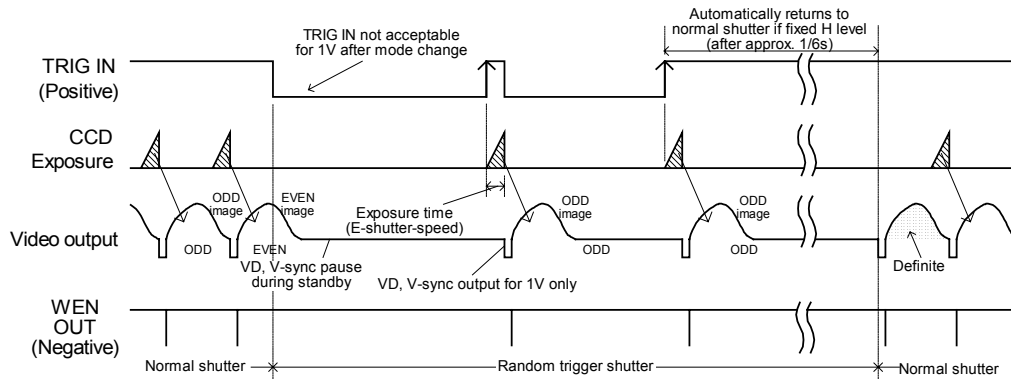 TRIG IN not acceptable
for 1V after mode change
Automatically returns to
normal shutter if fixed H level
(after approx. 1/6s)
TRIG IN
(Positive)
CCD
Exposure
ODD
image
EVEN
image
Exposure time
(E-shutter-speed)
ODD
image
ODD
image
Video output
ODD
EVEN
ODD
ODD
VD, V-sync pause
during standby
VD, V-sync output for 1V only
Definite
WEN
OUT
(Negative)
Normal shutter
Random trigger shutter
Normal shutter